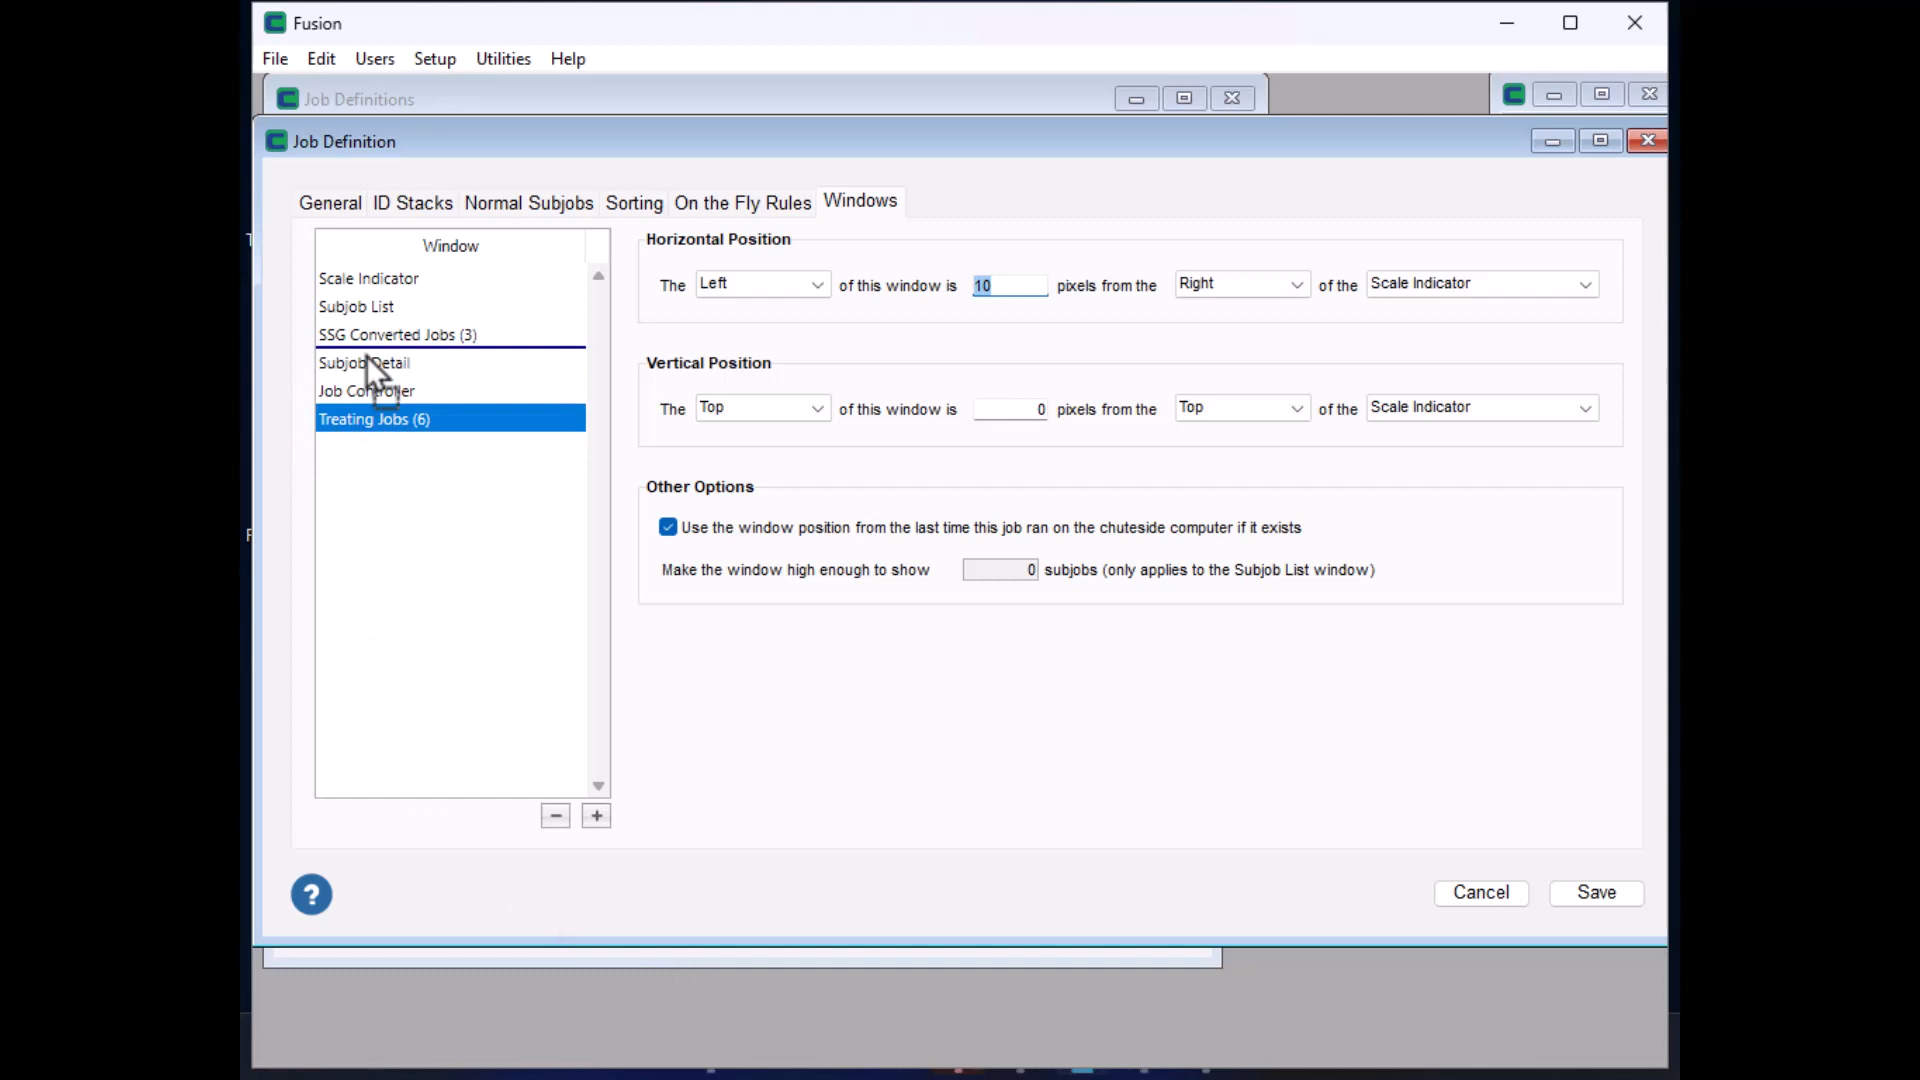 Fusion
File Edit Users Setup Utilities Help
Job Definitions
Job Definition
General ID Stacks Normal Subjobs Sorting On the Fly Rules Windows
Window
Scale Indicator
Subjob List
SSG Converted Jobs (3)
Subjob Detail
Job Controller
Treating Jobs (6)
Horizontal Position
The Left of this window is 10 pixels from the Right of the Scale Indicator
Vertical Position
The Top of this window is 0 pixels from the Top of the Scale Indicator
Other Options
Use the window position from the last time this job ran on the chuteside computer if it exists
Make the window high enough to show 0 subjobs (only applies to the Subjob List window)
− +
?
Cancel Save